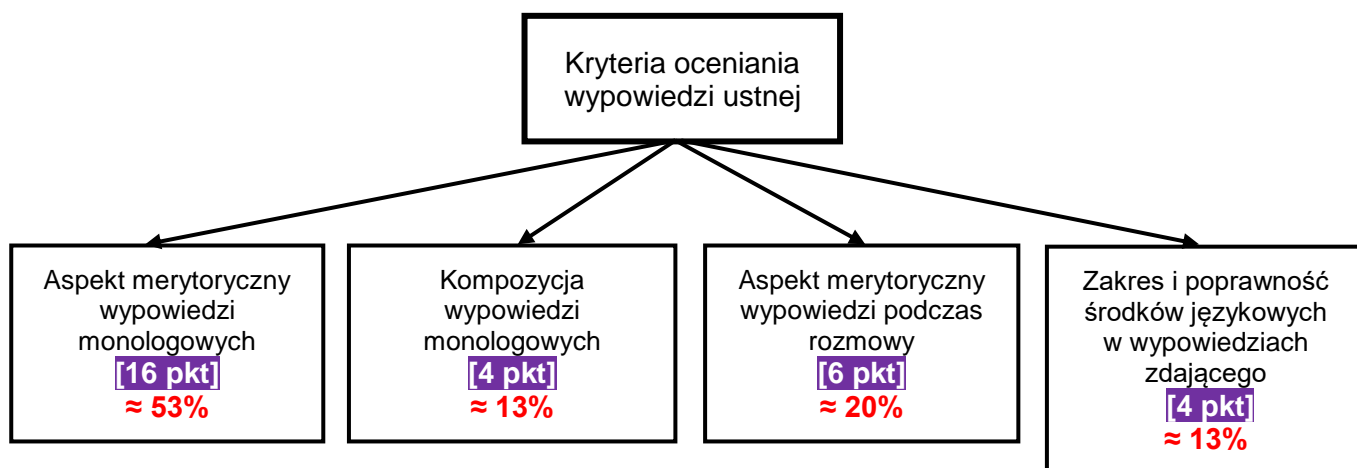 Kryteria oceniania
wypowiedzi ustnej
Aspekt merytoryczny
wypowiedzi
monologowych
[16 pkt]
≈ 53%
Kompozycja
wypowiedzi
monologowych
[4 pkt]
≈ 13%
Aspekt merytoryczny
wypowiedzi podczas
rozmowy
[6 pkt]
≈ 20%
Zakres i poprawność
środków językowych
w wypowiedziach
zdającego
[4 pkt]
≈ 13%